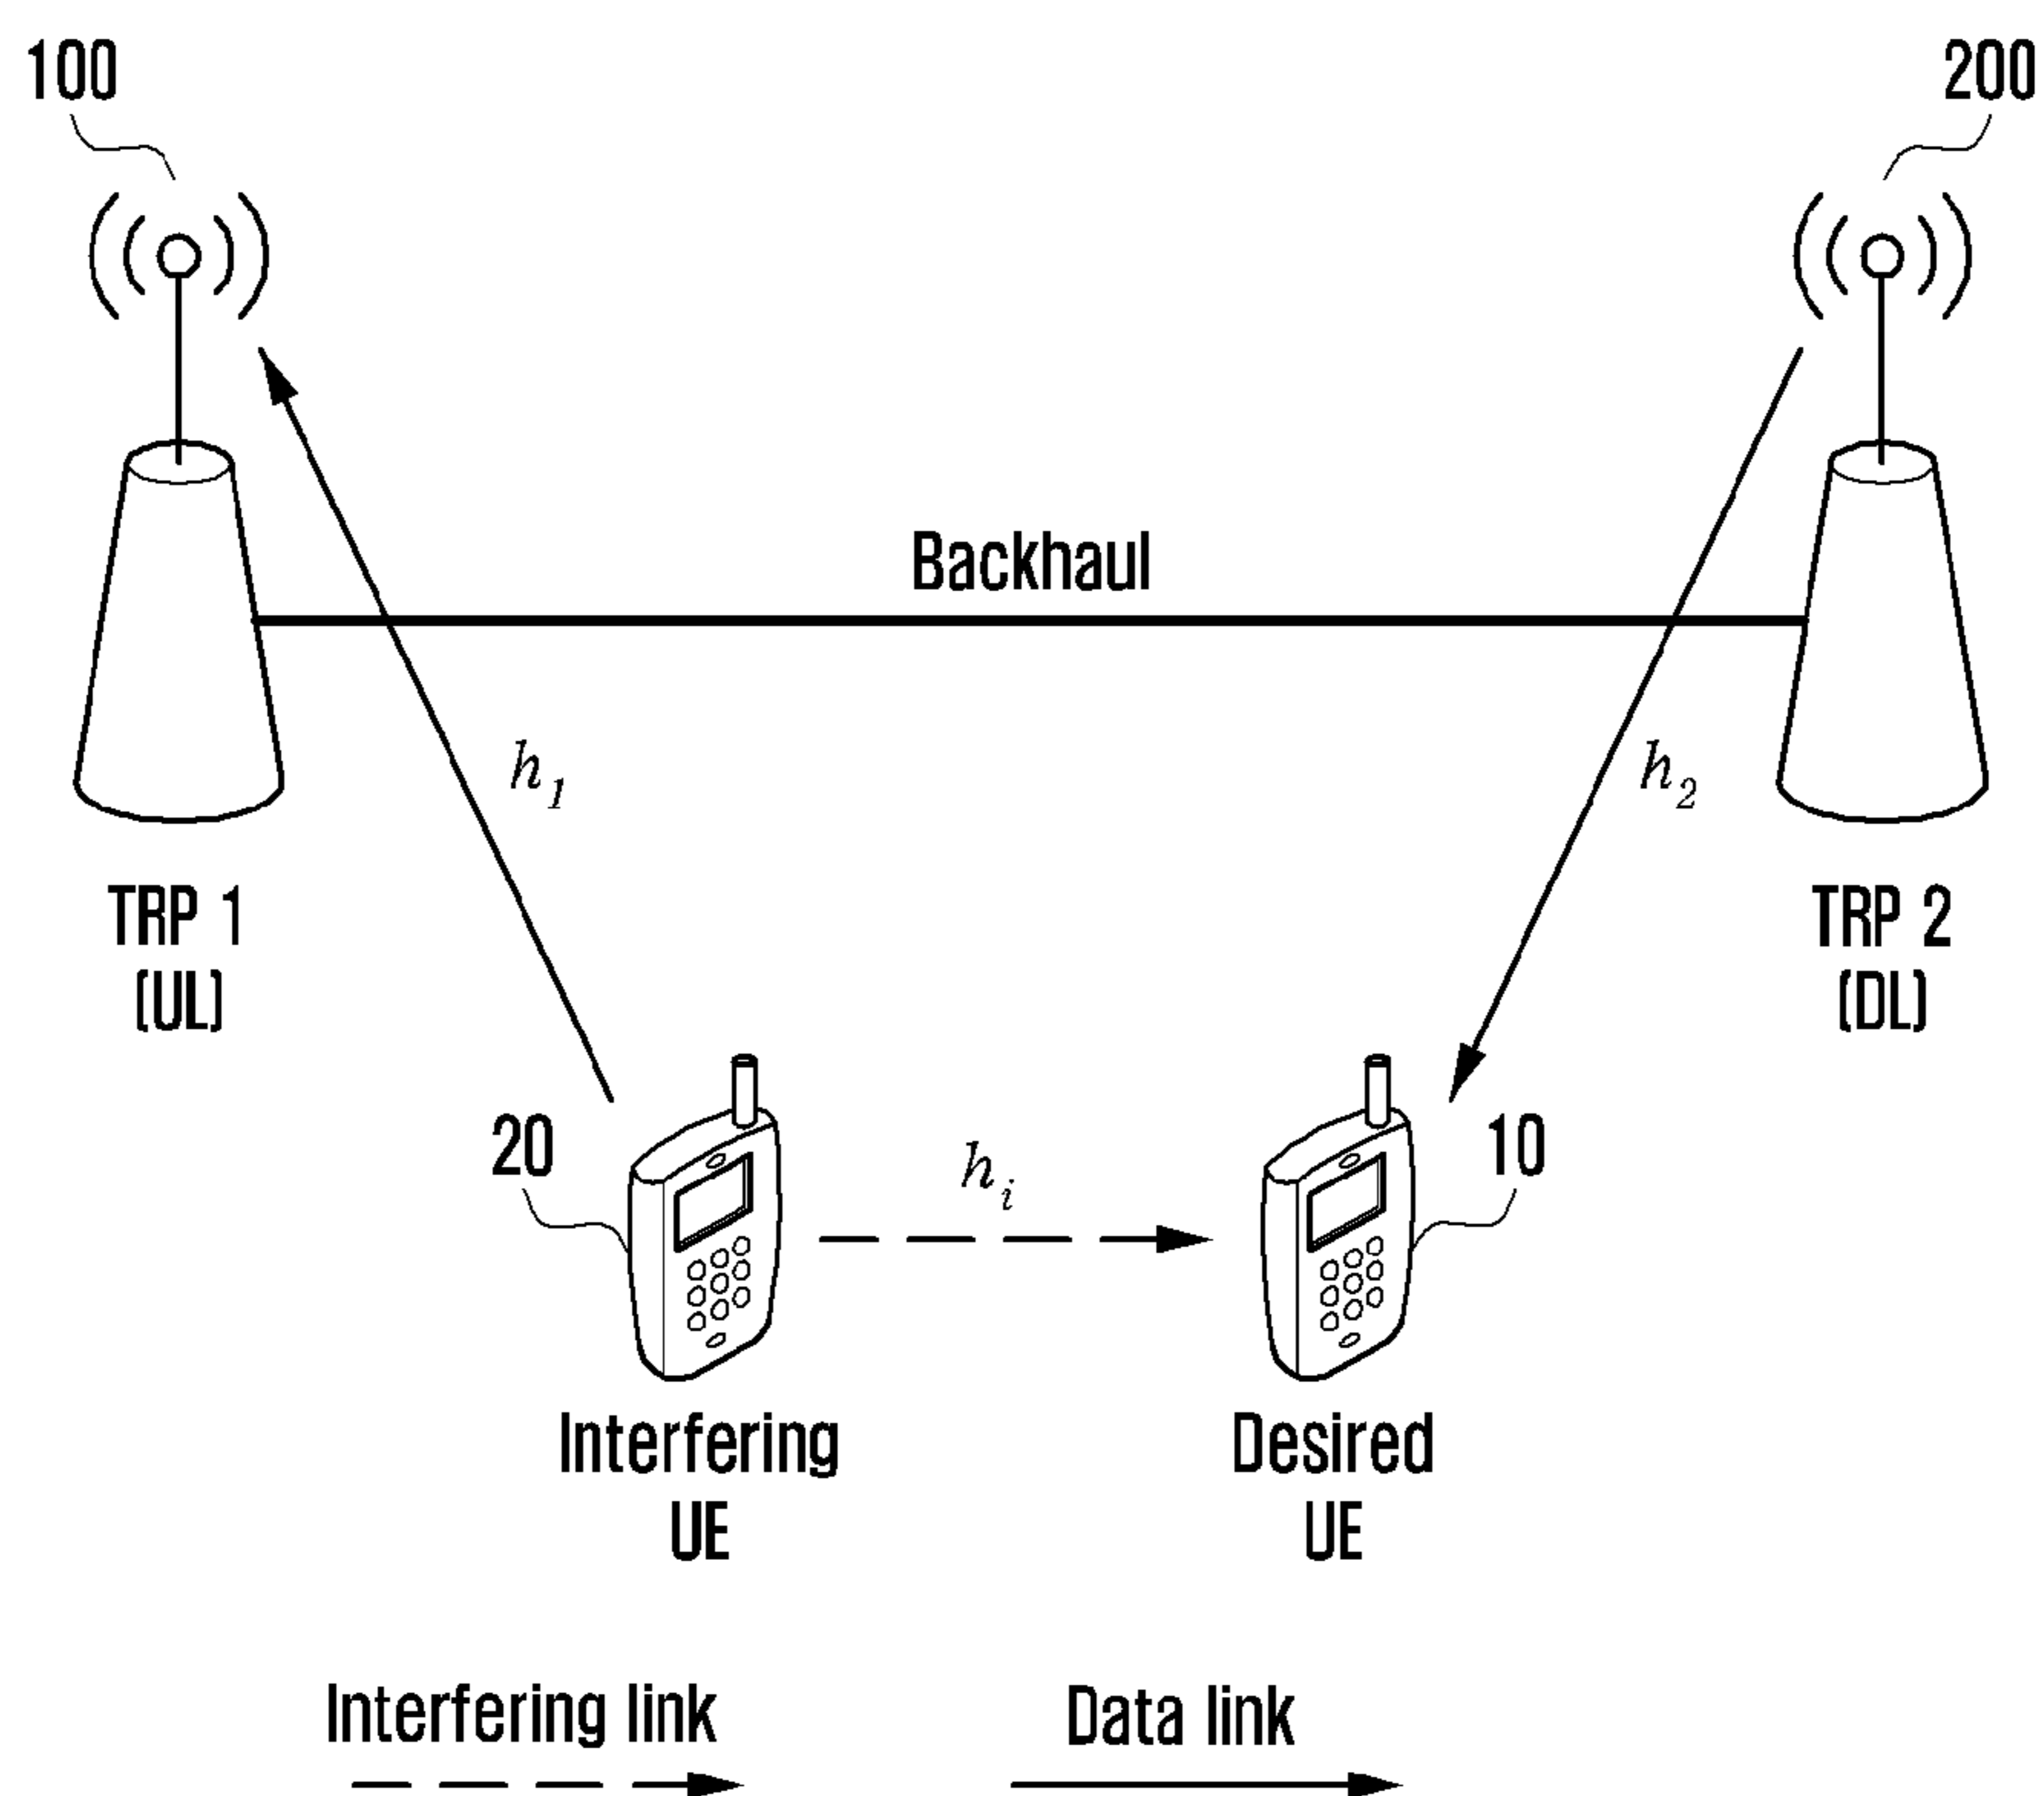 100
200
Backhaul
h1
h2
TRP 1
(UL)
TRP 2
(DL)
20
hi
10
Interfering
UE
Desired
UE
Interfering link
Data link